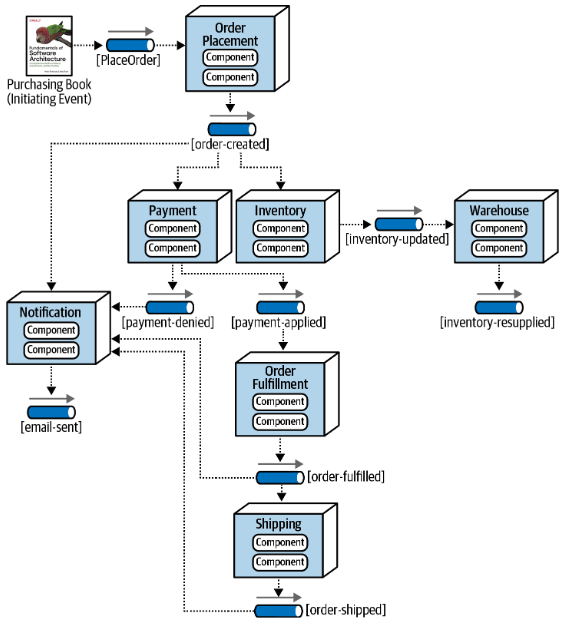 Order
Placement
Component
Component
Fundamentals of
Software
Architecture
[PlaceOrder]
Purchasing Book
(Initiating Event)
[order-created]
Payment
Component
Component
Inventory
Component
Component
Warehouse
Component
Component
[inventory-updated]
Notification
Component
Component
[payment-denied]
[payment-applied]
[inventory-resupplied]
Order
Fulfillment
Component
Component
[email-sent]
[order-fulfilled]
Shipping
Component
Component
[order-shipped]